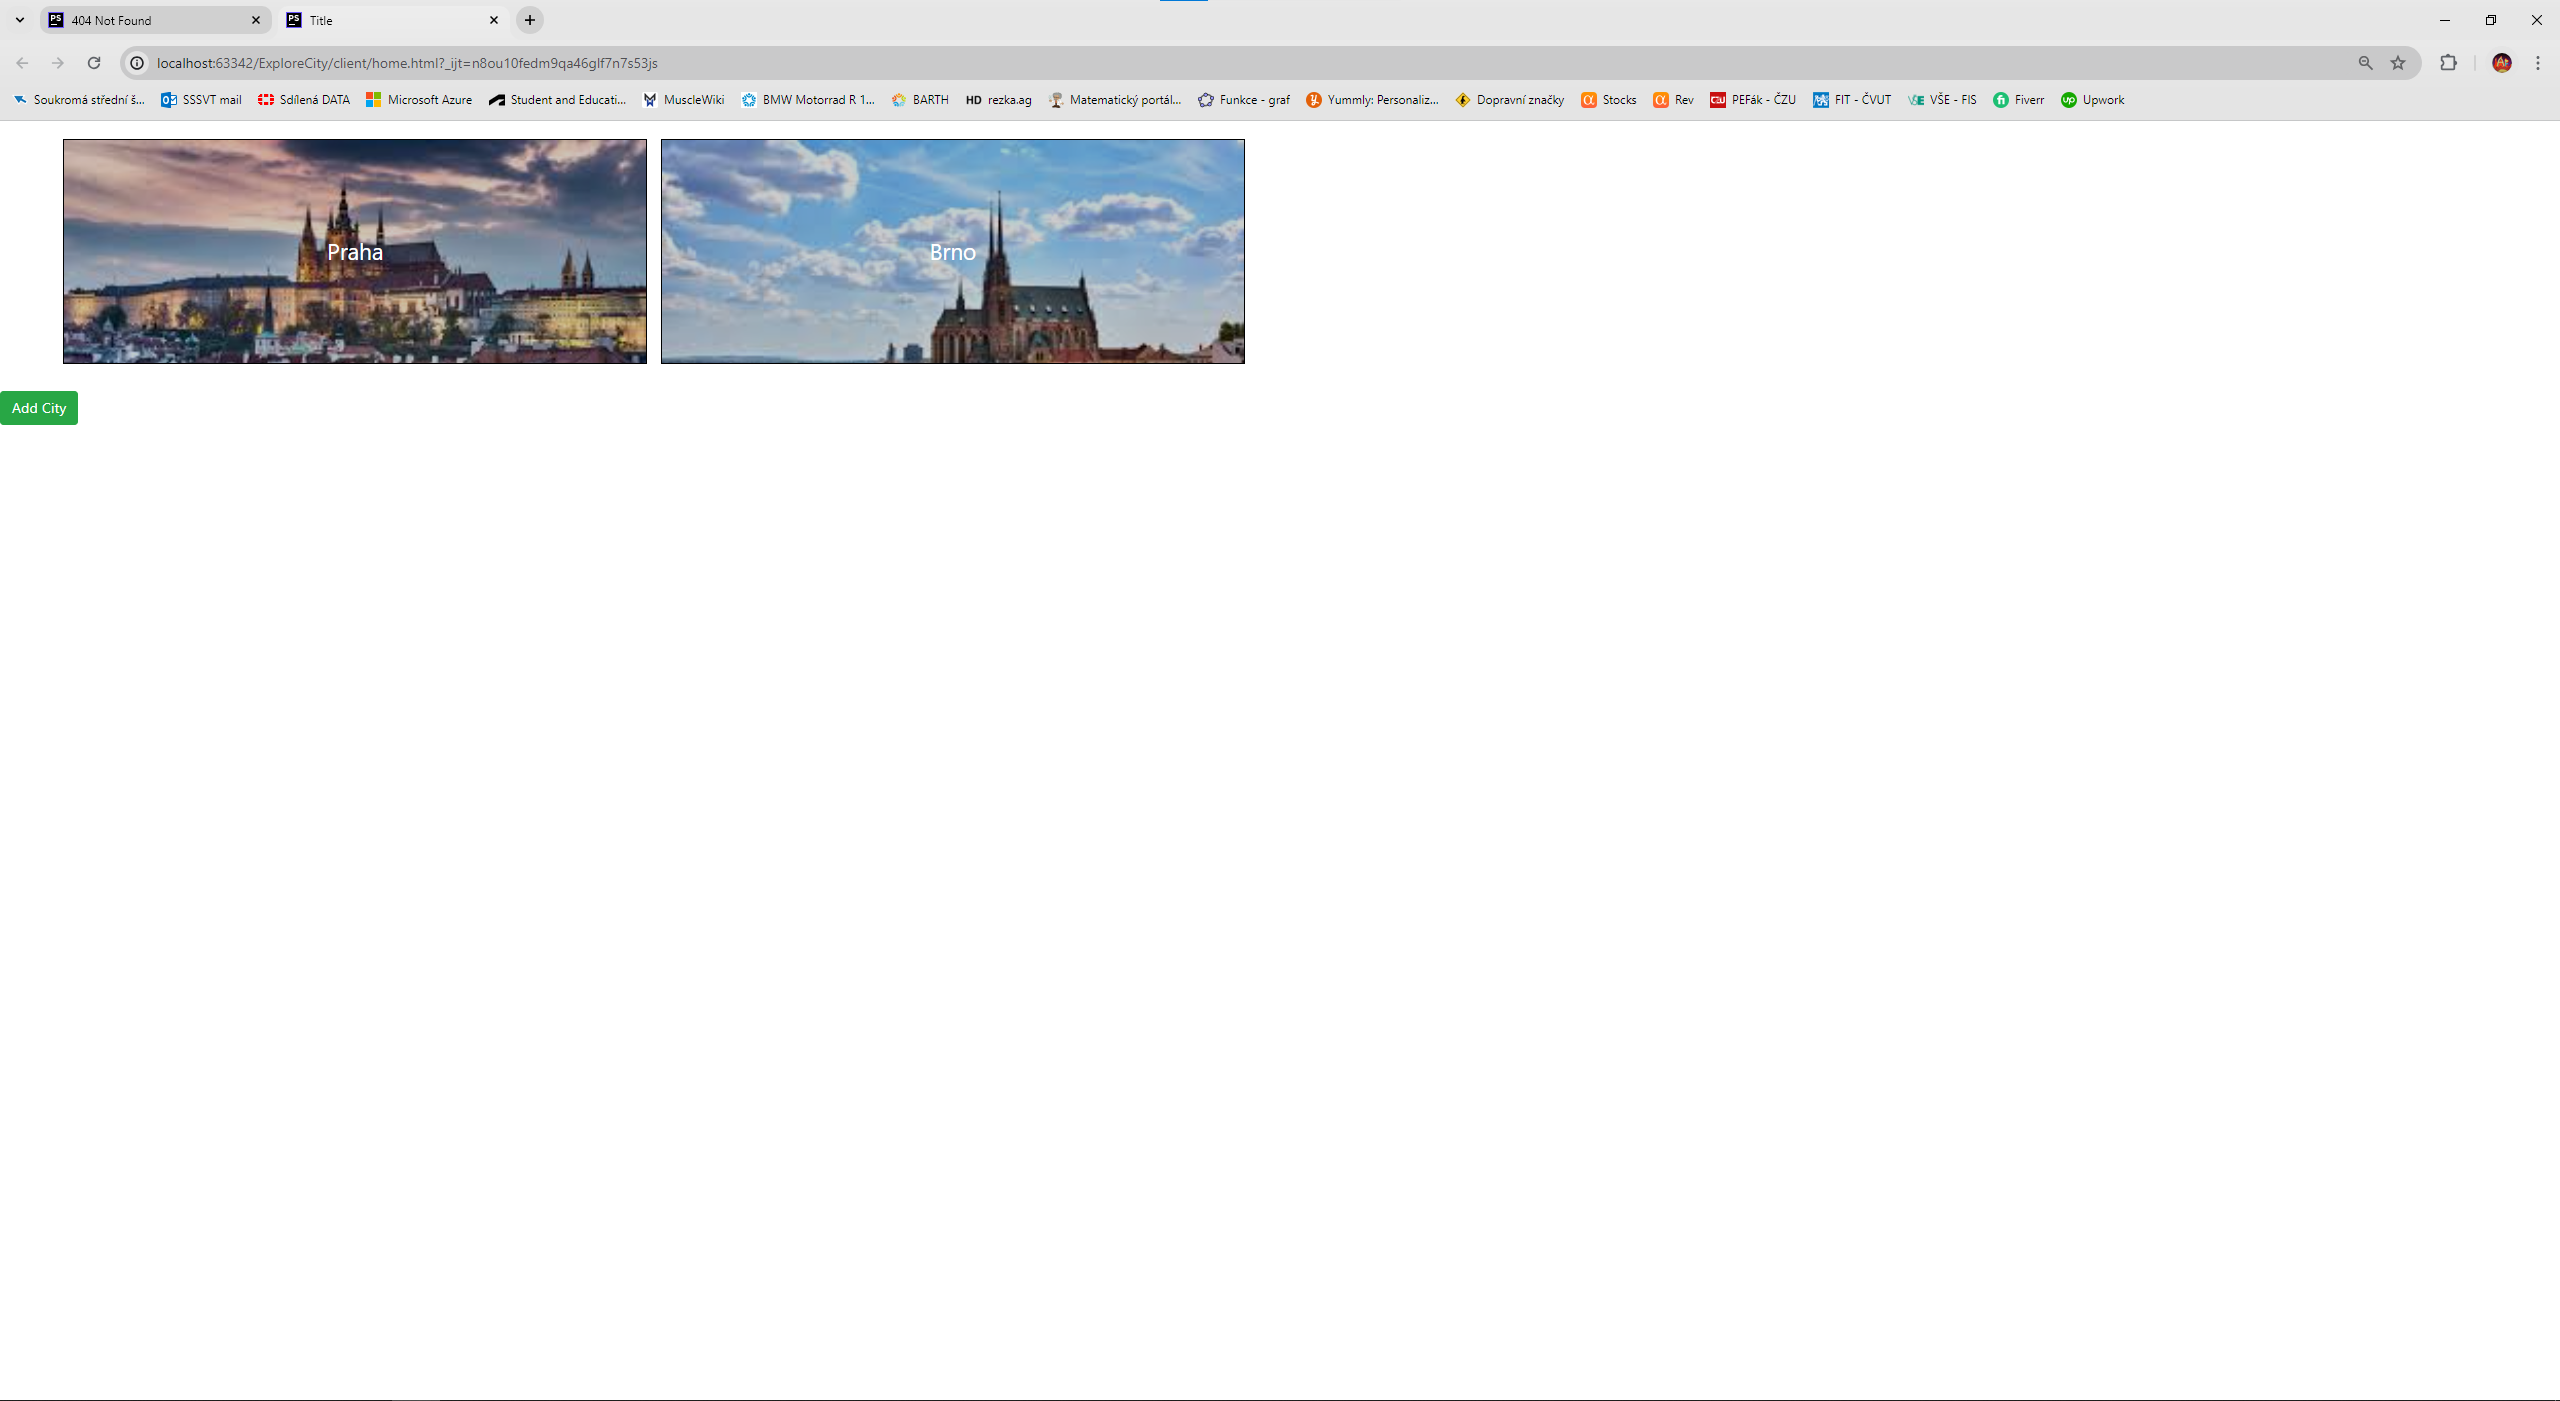 404 Not Found
Title
localhost:63342/ExploreCity/client/home.html?_ijt=n8ou10fedm9qa46glf7n7s53js
Soukromá střední š...
SSSVT mail
Sdílená DATA
Microsoft Azure
Student and Educati...
MuscleWiki
BMW Motorrad R 1...
BARTH
HD rezka.ag
Matematický portál...
Funkce - graf
Yummly: Personaliz...
Dopravní značky
Stocks
Rev
PEFák - ČZU
FIT - ČVUT
VŠE - FIS
Fiverr
Upwork
Praha
Brno
Add City